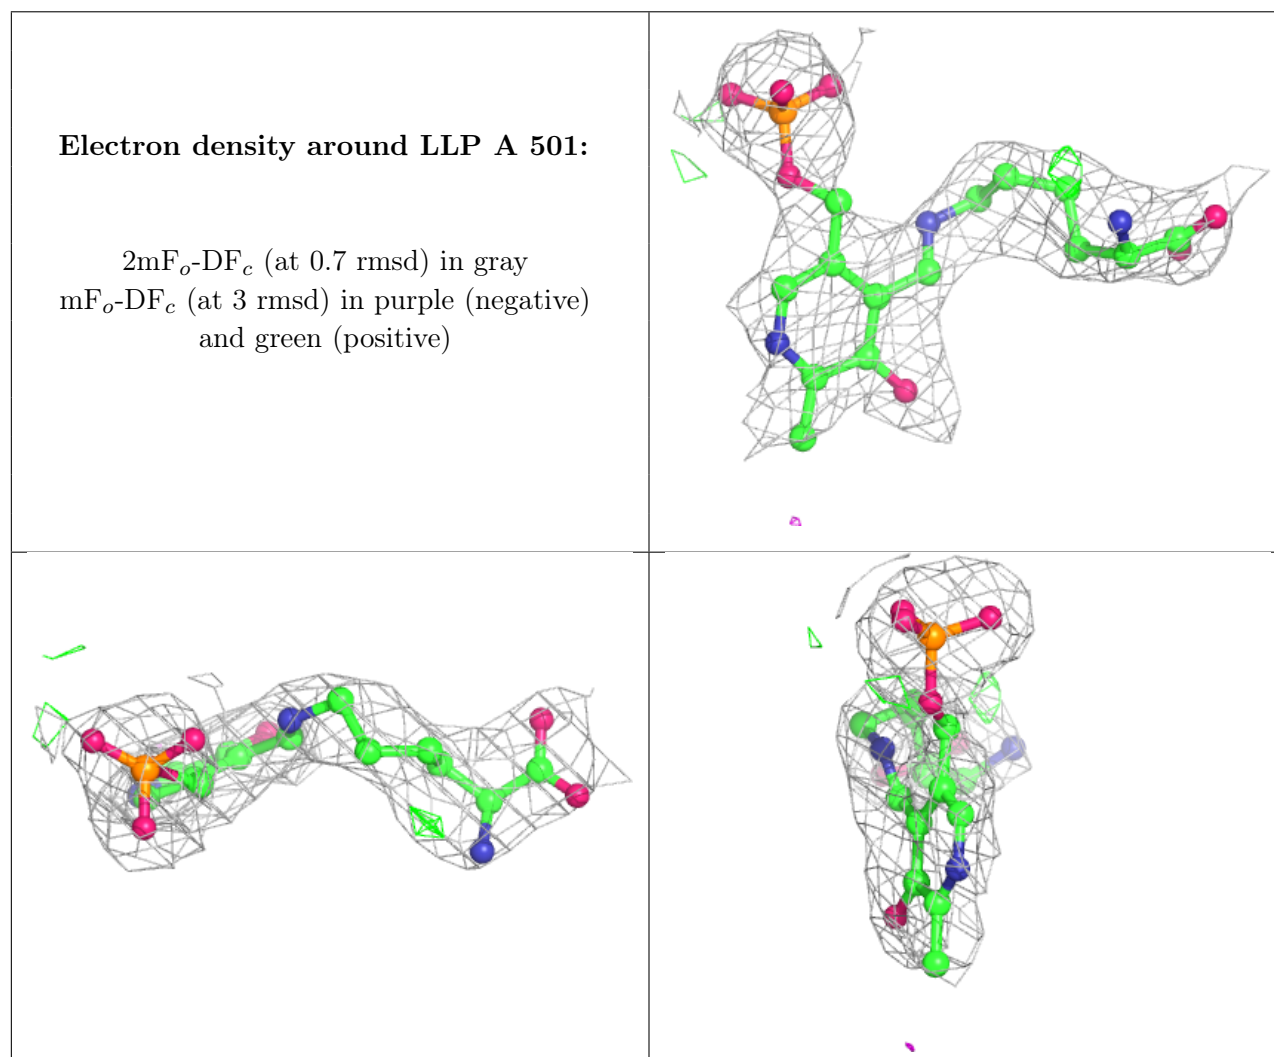 Electron density around LLP A 501:
2mFo-DFc (at 0.7 rmsd) in gray
mFo-DFc (at 3 rmsd) in purple (negative)
and green (positive)